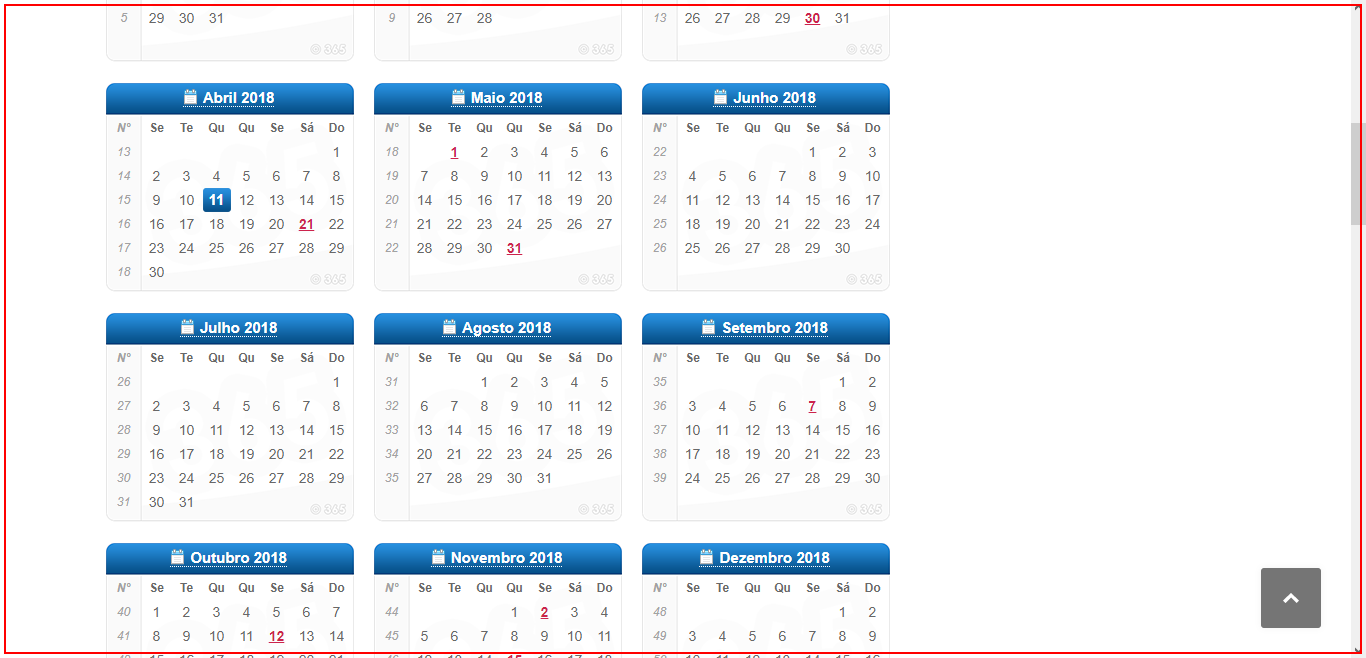 5 29 30 31
9 26 27 28
13 26 27 28 29 30 31
© 365
© 365
© 365
Abril 2018
Nº Se Te Qu Qu Se Sá Do
13 1
14 2 3 4 5 6 7 8
15 9 10 11 12 13 14 15
16 16 17 18 19 20 21 22
17 23 24 25 26 27 28 29
18 30
© 365
Maio 2018
Nº Se Te Qu Qu Se Sá Do
18 1 2 3 4 5 6
19 7 8 9 10 11 12 13
20 14 15 16 17 18 19 20
21 21 22 23 24 25 26 27
22 28 29 30 31
© 365
Junho 2018
Nº Se Te Qu Qu Se Sá Do
22 1 2 3
23 4 5 6 7 8 9 10
24 11 12 13 14 15 16 17
25 18 19 20 21 22 23 24
26 25 26 27 28 29 30
© 365
Julho 2018
Nº Se Te Qu Qu Se Sá Do
26 1
27 2 3 4 5 6 7 8
28 9 10 11 12 13 14 15
29 16 17 18 19 20 21 22
30 23 24 25 26 27 28 29
31 30 31
© 365
Agosto 2018
Nº Se Te Qu Qu Se Sá Do
31 1 2 3 4 5
32 6 7 8 9 10 11 12
33 13 14 15 16 17 18 19
34 20 21 22 23 24 25 26
35 27 28 29 30 31
© 365
Setembro 2018
Nº Se Te Qu Qu Se Sá Do
35 1 2
36 3 4 5 6 7 8 9
37 10 11 12 13 14 15 16
38 17 18 19 20 21 22 23
39 24 25 26 27 28 29 30
© 365
Outubro 2018
Nº Se Te Qu Qu Se Sá Do
40 1 2 3 4 5 6 7
41 8 9 10 11 12 13 14
Novembro 2018
Nº Se Te Qu Qu Se Sá Do
44 1 2 3 4
45 5 6 7 8 9 10 11
Dezembro 2018
Nº Se Te Qu Qu Se Sá Do
48 1 2
49 3 4 5 6 7 8 9